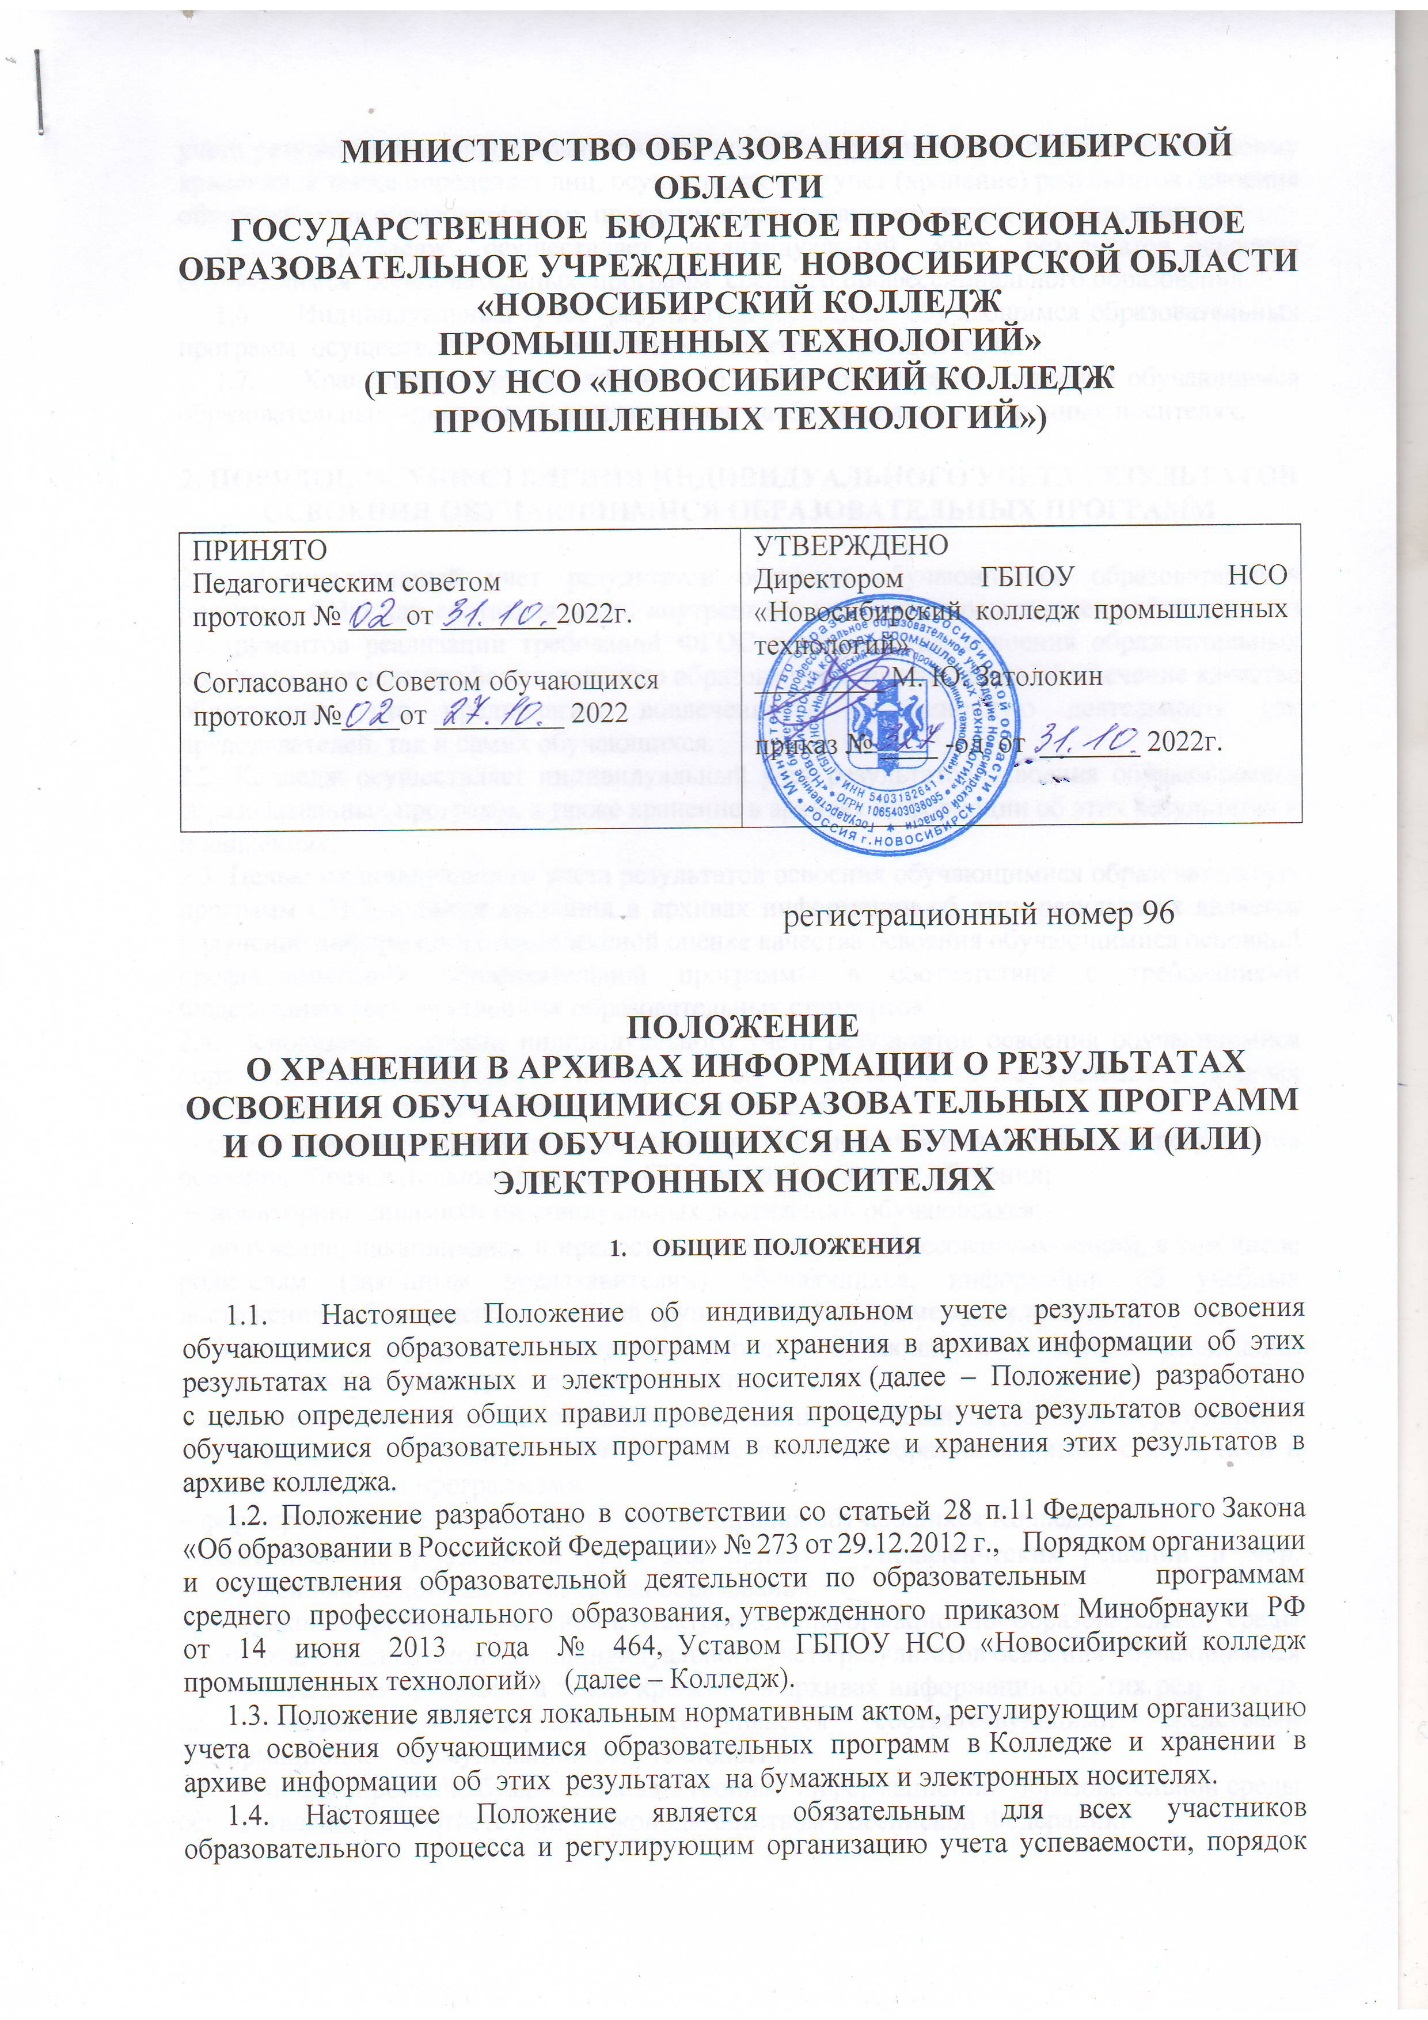 МИНИСТЕРСТВО ОБРАЗОВАНИЯ НОВОСИБИРСКОЙ
ОБЛАСТИ
ГОСУДАРСТВЕННОЕ БЮДЖЕТНОЕ ПРОФЕССИОНАЛЬНОЕ
ОБРАЗОВАТЕЛЬНОЕ УЧРЕЖДЕНИЕ НОВОСИБИРСКОЙ ОБЛАСТИ
«НОВОСИБИРСКИЙ КОЛЛЕДЖ
ПРОМЫШЛЕННЫХ ТЕХНОЛОГИЙ»
(ГБПОУ НСО «НОВОСИБИРСКИЙ КОЛЛЕДЖ
ПРОМЫШЛЕННЫХ ТЕХНОЛОГИЙ»)
ПРИНЯТО
Педагогическим советом
протокол № 02 от 31.10. 2022г.
Согласовано с Советом обучающихся
протокол № 02 от 27.10. 2022
УТВЕРЖДЕНО
Директором ГБПОУ НСО
«Новосибирский колледж промышленных
технологий»
М. Ю. Затолокин
приказ № -од от 31.10. 2022г.
ИНН 5403182641
ОГРН 1065403038095
РОССИЯ г.НОВОСИБИРСК
регистрационный номер 96
ПОЛОЖЕНИЕ
О ХРАНЕНИИ В АРХИВАХ ИНФОРМАЦИИ О РЕЗУЛЬТАТАХ
ОСВОЕНИЯ ОБУЧАЮЩИМИСЯ ОБРАЗОВАТЕЛЬНЫХ ПРОГРАММ
И О ПООЩРЕНИИ ОБУЧАЮЩИХСЯ НА БУМАЖНЫХ И (ИЛИ)
ЭЛЕКТРОННЫХ НОСИТЕЛЯХ
1. ОБЩИЕ ПОЛОЖЕНИЯ
1.1. Настоящее Положение об индивидуальном учете результатов освоения
обучающимися образовательных программ и хранения в архивах информации об этих
результатах на бумажных и электронных носителях (далее – Положение) разработано
с целью определения общих правил проведения процедуры учета результатов освоения
обучающимися образовательных программ в колледже и хранения этих результатов в
архиве колледжа.
1.2. Положение разработано в соответствии со статьей 28 п.11 Федерального Закона
«Об образовании в Российской Федерации» № 273 от 29.12.2012 г., Порядком организации
и осуществления образовательной деятельности по образовательным программам
среднего профессионального образования, утвержденного приказом Минобрнауки РФ
от 14 июня 2013 года № 464, Уставом ГБПОУ НСО «Новосибирский колледж
промышленных технологий» (далее – Колледж).
1.3. Положение является локальным нормативным актом, регулирующим организацию
учета освоения обучающимися образовательных программ в Колледже и хранении в
архиве информации об этих результатах на бумажных и электронных носителях.
1.4. Настоящее Положение является обязательным для всех участников
образовательного процесса и регулирующим организацию учета успеваемости, порядок